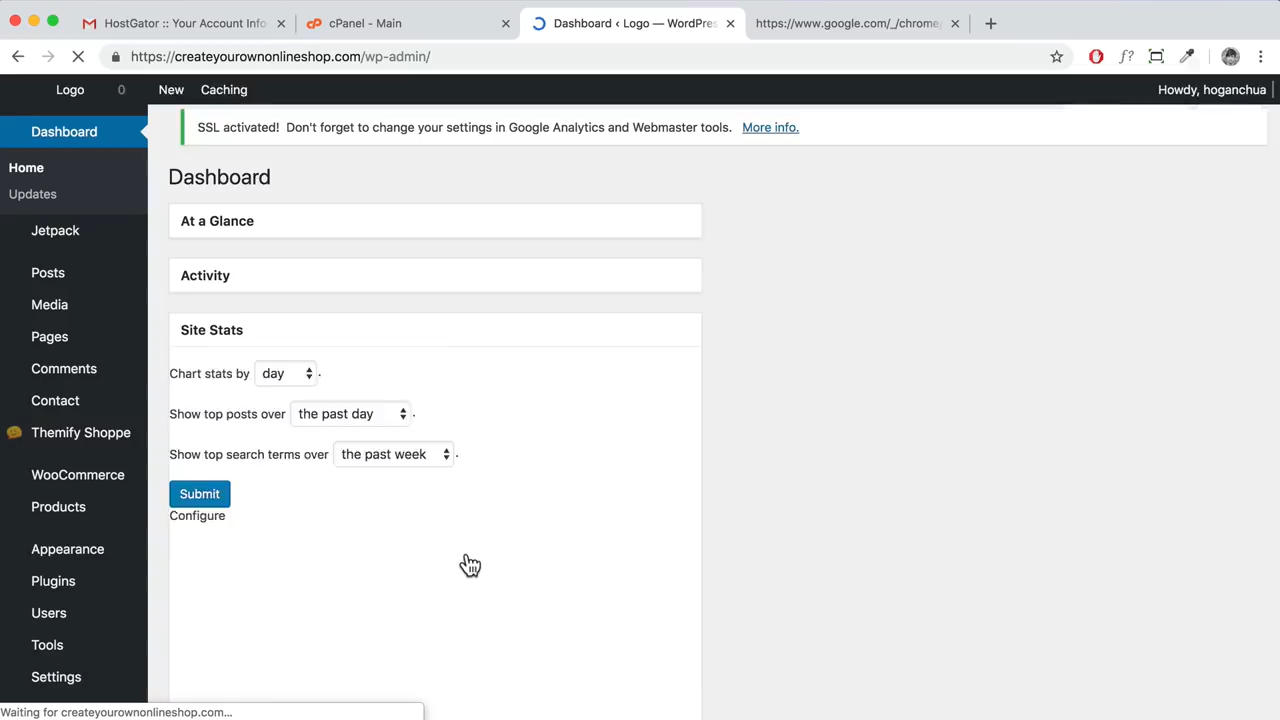 HostGator :: Your Account Info
cPanel - Main
Dashboard ‹ Logo — WordPres
https://www.google.com/_/chrome
https://createyourownonlineshop.com/wp-admin/
f?
Logo 0 New Caching Howdy, hoganchua
Dashboard
Home
Updates
Jetpack
Posts
Media
Pages
Comments
Contact
Themify Shoppe
WooCommerce
Products
Appearance
Plugins
Users
Tools
Settings
SSL activated! Don't forget to change your settings in Google Analytics and Webmaster tools. More info.
Dashboard
At a Glance
Activity
Site Stats
Chart stats by day .
Show top posts over the past day .
Show top search terms over the past week .
Submit
Configure
Waiting for createyourownonlineshop.com...